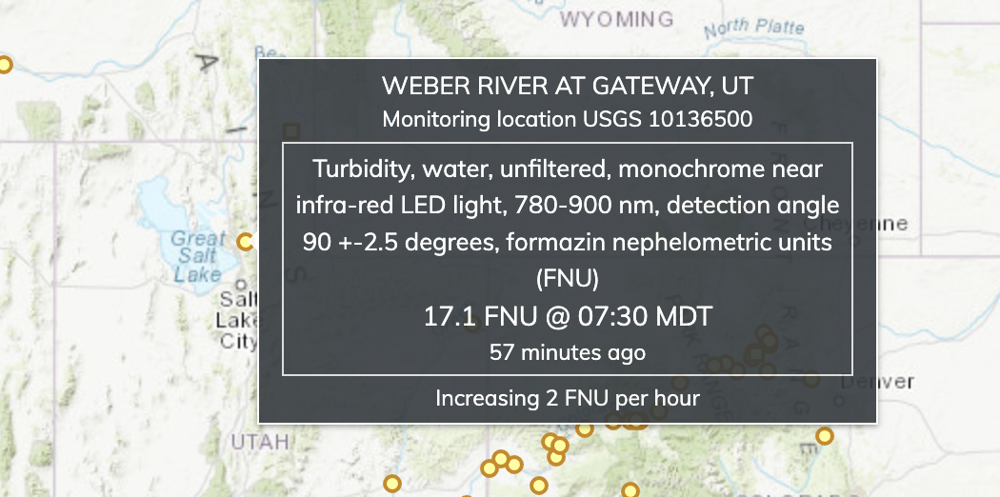 WYOMING
North Platte
WEBER RIVER AT GATEWAY, UT
Monitoring location USGS 10136500
Turbidity, water, unfiltered, monochrome near
infra-red LED light, 780-900 nm, detection angle
90 +-2.5 degrees, formazin nephelometric units
(FNU)
17.1 FNU @ 07:30 MDT
57 minutes ago
Increasing 2 FNU per hour
Great
Salt
Lake
Salt
Lake
City
Cheyenne
Denver
UTAH